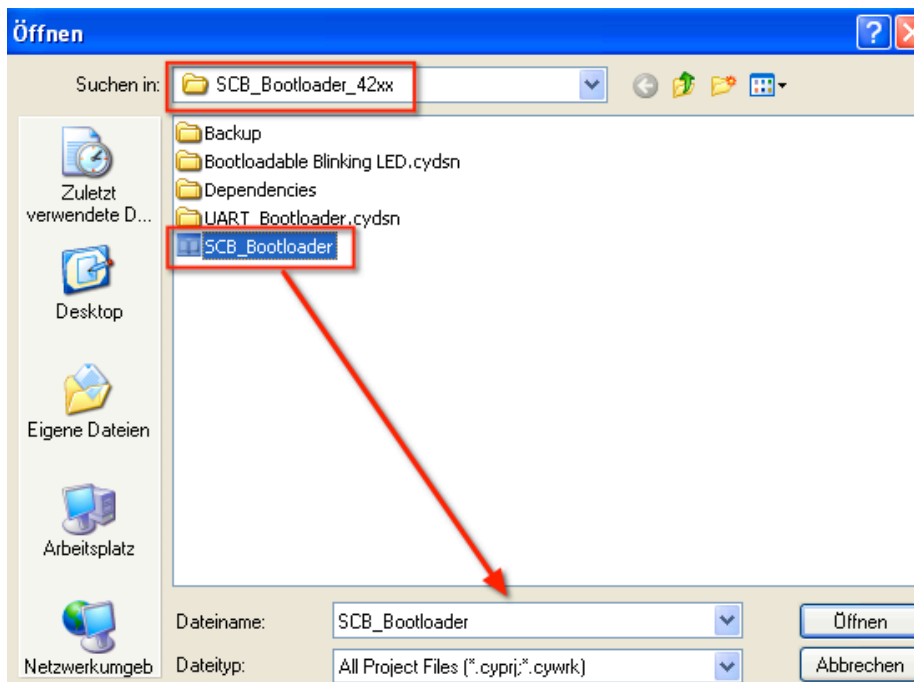 Öffnen
Suchen in:
SCB_Bootloader_42xx
Backup
Bootloadable Blinking LED.cydsn
Dependencies
UART_Bootloader.cydsn
SCB_Bootloader
Zuletzt
verwendete D...
Desktop
Eigene Dateien
Arbeitsplatz
Netzwerkumgeb
Dateiname:
SCB_Bootloader
Öffnen
Dateityp:
All Project Files (*.cyprj;*.cywrk)
Abbrechen